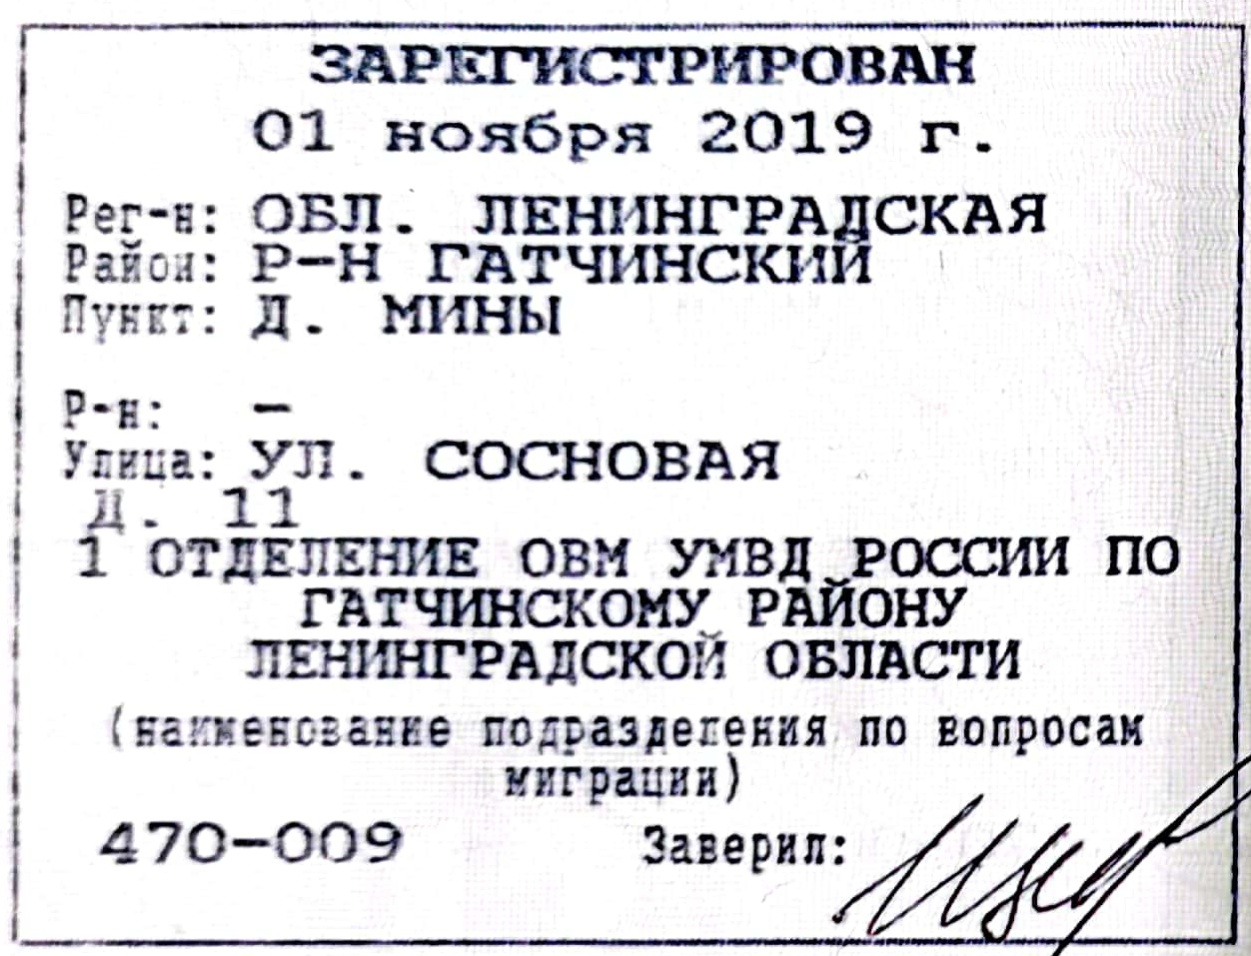 ЗАРЕГИСТРИРОВАН
01 ноября 2019 г.
Рег-н: ОБЛ. ЛЕНИНГРАДСКАЯ
Район: Р-Н ГАТЧИНСКИЙ
Пункт: Д. МИНЫ
Р-н: –
Улица: УЛ. СОСНОВАЯ
Д. 11
1 ОТДЕЛЕНИЕ ОВМ УМВД РОССИИ ПО
ГАТЧИНСКОМУ РАЙОНУ
ЛЕНИНГРАДСКОЙ ОБЛАСТИ
(наименование подразделения по вопросам
миграции)
470-009 Заверил: